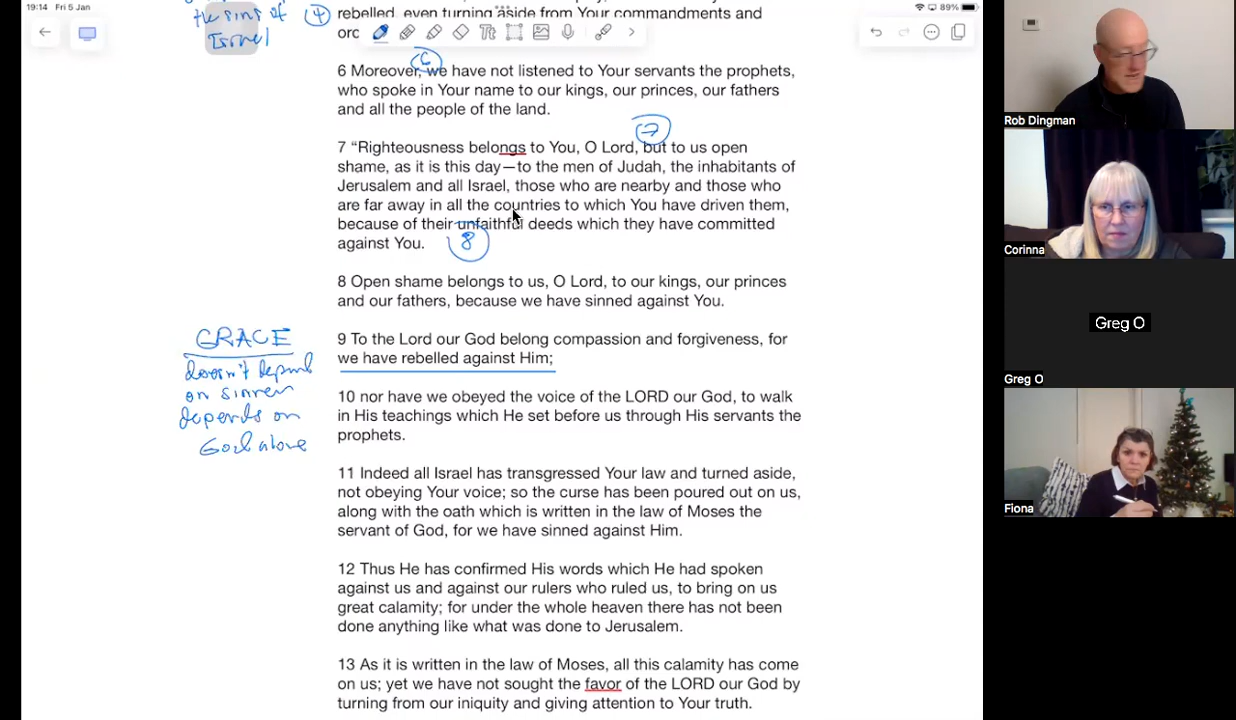 19:14 Fri 5 Jan
89%
the sins of
Israel
4
rebelled, even turning aside from Your commandments and
6
6 Moreover, we have not listened to Your servants the prophets,
who spoke in Your name to our kings, our princes, our fathers
and all the people of the land.
7
7 “Righteousness belongs to You, O Lord, but to us open
shame, as it is this day—to the men of Judah, the inhabitants of
Jerusalem and all Israel, those who are nearby and those who
are far away in all the countries to which You have driven them,
because of their unfaithful deeds which they have committed
against You.
8
8 Open shame belongs to us, O Lord, to our kings, our princes
and our fathers, because we have sinned against You.
GRACE
doesn't depend
on sinner
depends on
God alone
9 To the Lord our God belong compassion and forgiveness, for
we have rebelled against Him;
10 nor have we obeyed the voice of the LORD our God, to walk
in His teachings which He set before us through His servants the
prophets.
11 Indeed all Israel has transgressed Your law and turned aside,
not obeying Your voice; so the curse has been poured out on us,
along with the oath which is written in the law of Moses the
servant of God, for we have sinned against Him.
12 Thus He has confirmed His words which He had spoken
against us and against our rulers who ruled us, to bring on us
great calamity; for under the whole heaven there has not been
done anything like what was done to Jerusalem.
13 As it is written in the law of Moses, all this calamity has come
on us; yet we have not sought the favor of the LORD our God by
turning from our iniquity and giving attention to Your truth.
Rob Dingman
Corinna
Greg O
Greg O
Fiona